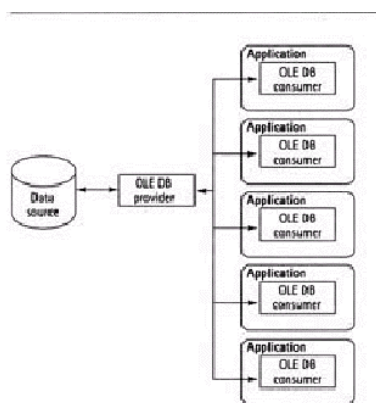 Application
OLE DB
consumer
Application
OLE DB
consumer
Data
source
OLE DB
provider
Application
OLE DB
consumer
Application
OLE DB
consumer
Application
OLE DB
consumer